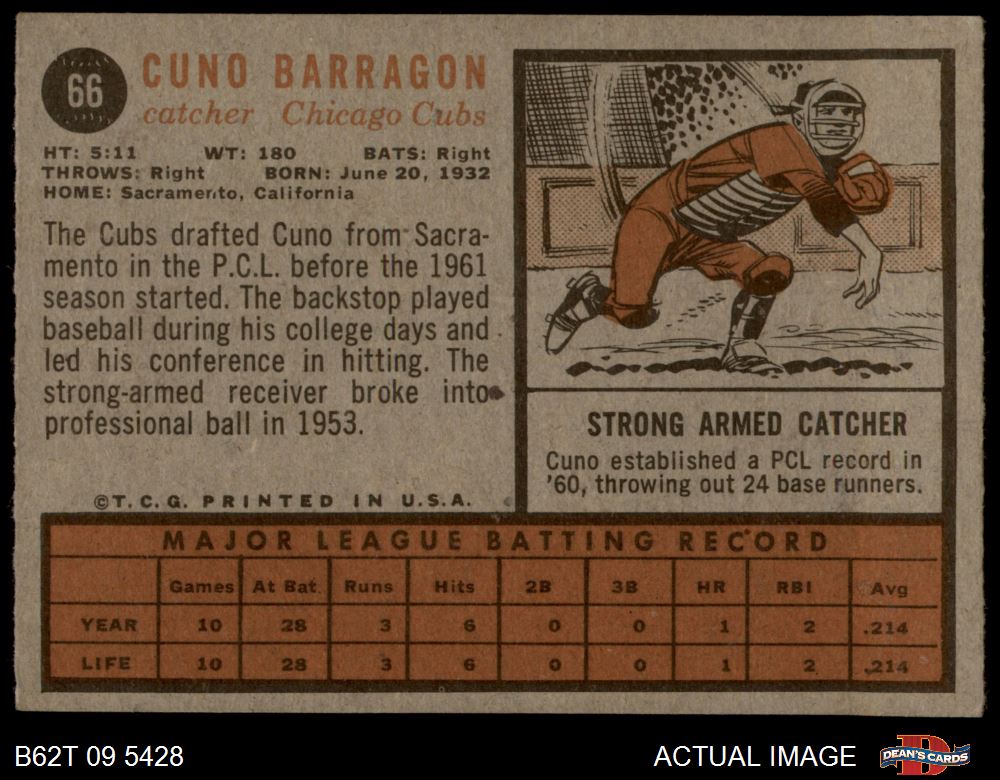 66
CUNO BARRAGON
catcher Chicago Cubs
HT: 5:11 WT: 180 BATS: Right
THROWS: Right BORN: June 20, 1932
HOME: Sacramento, California
The Cubs drafted Cuno from Sacra-
mento in the P.C.L. before the 1961
season started. The backstop played
baseball during his college days and
led his conference in hitting. The
strong-armed receiver broke into
professional ball in 1953.
©T.C.G. PRINTED IN U.S.A.
STRONG ARMED CATCHER
Cuno established a PCL record in
'60, throwing out 24 base runners.
MAJOR LEAGUE BATTING RECORD
Games At Bat Runs Hits 2B 3B HR RBI Avg
YEAR 10 28 3 6 0 0 1 2 .214
LIFE 10 28 3 6 0 0 1 2 .214
B62T 09 5428 ACTUAL IMAGE
D
DEAN'S CARDS